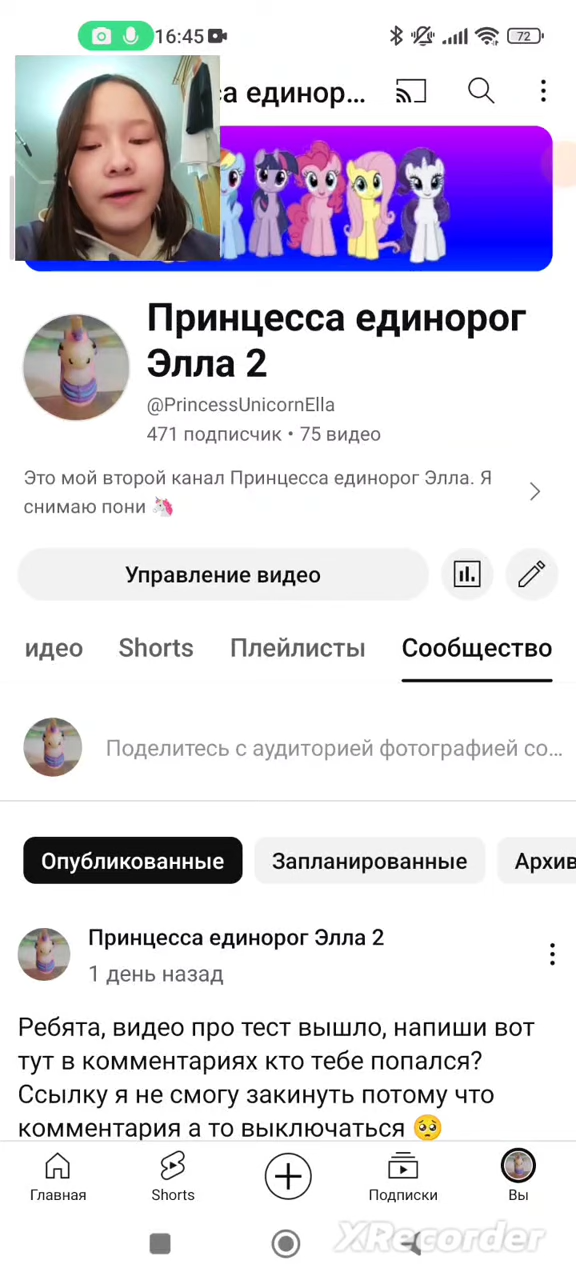 16:45
72
са единор...
Принцесса единорог
Элла 2
@PrincessUnicornElla
471 подписчик • 75 видео
Это мой второй канал Принцесса единорог Элла. Я
снимаю пони 🦄
Управление видео
идео Shorts Плейлисты Сообщество
Поделитесь с аудиторией фотографией со...
Опубликованные Запланированные Архив
Принцесса единорог Элла 2
1 день назад
Ребята, видео про тест вышло, напиши вот
тут в комментариях кто тебе попался?
Ссылку я не смогу закинуть потому что
комментария а то выключаться 🥺
Главная Shorts Подписки Вы
XRecorder